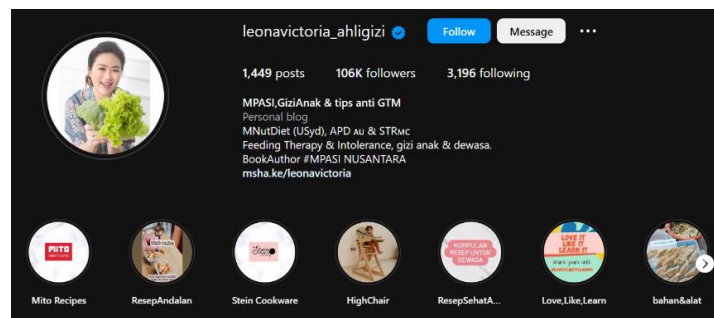 leonavictoria_ahligizi
Follow
Message
1,449 posts
106K followers
3,196 following
MPASI,GiziAnak & tips anti GTM
Personal blog
MNutDiet (USyd), APD AU & STRMC
Feeding Therapy & Intolerance, gizi anak & dewasa.
BookAuthor #MPASI NUSANTARA
msha.ke/leonavictoria
MITO
Stein
KUMPULAN
RESEP UNTUK
DEWASA
LOVE IT
LIKE IT
LEARN IT
Mito Recipes
ResepAndalan
Stein Cookware
HighChair
ResepSehatA...
Love,Like,Learn
bahan&alat